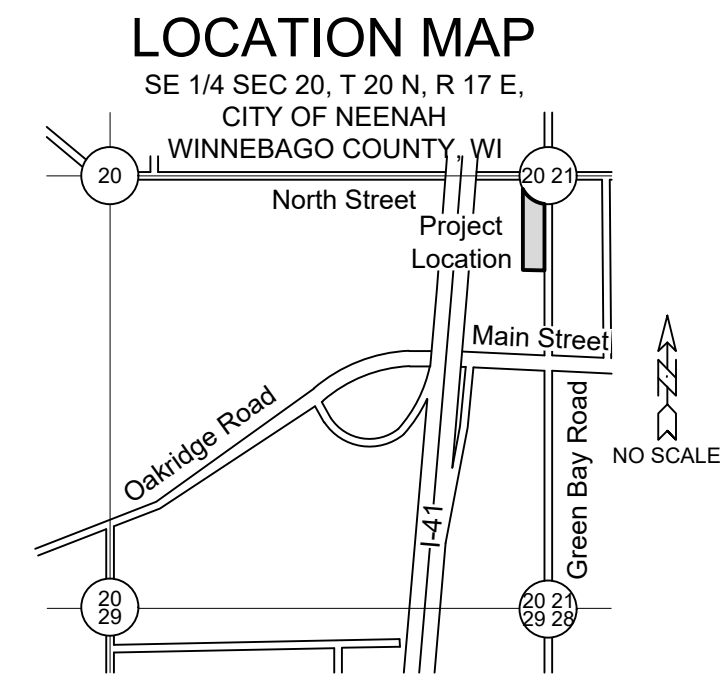 LOCATION MAP
SE 1/4 SEC 20, T 20 N, R 17 E,
CITY OF NEENAH
WINNEBAGO COUNTY, WI
20
20 21
North Street
Project
Location
Main Street
Oakridge Road
N
NO SCALE
Green Bay Road
I-41
20
29
20 21
29 28